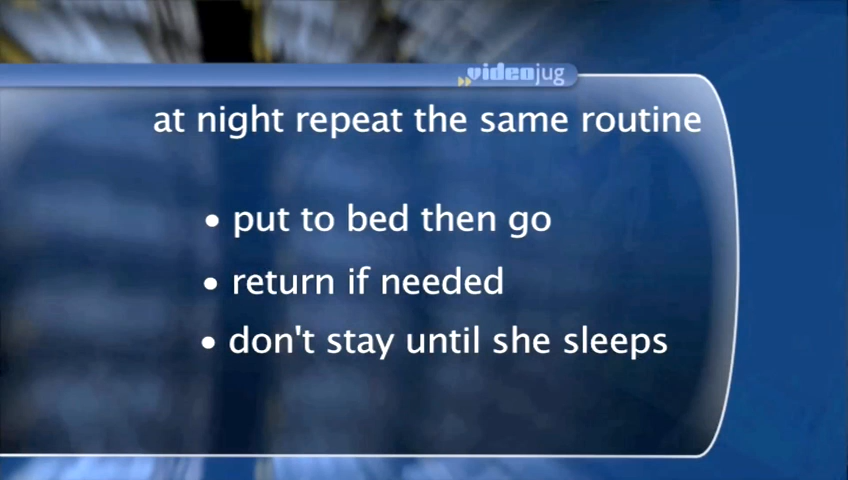 videojug
at night repeat the same routine
• put to bed then go
• return if needed
• don't stay until she sleeps